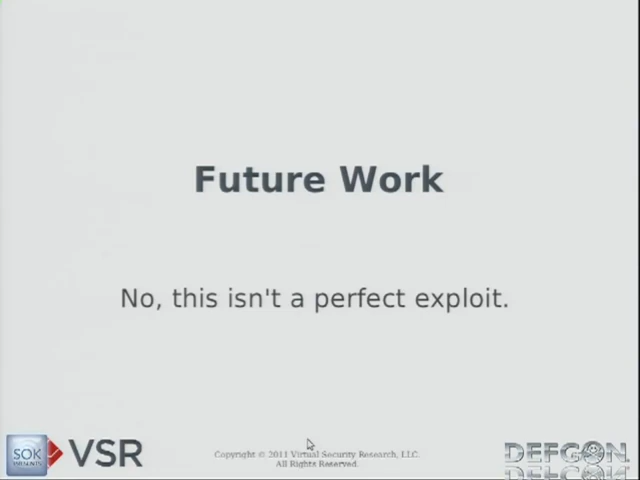 Future Work
No, this isn't a perfect exploit.
SOK
VSR
Copyright © 2011 Virtual Security Research, LLC.
All Rights Reserved.
DEFCON